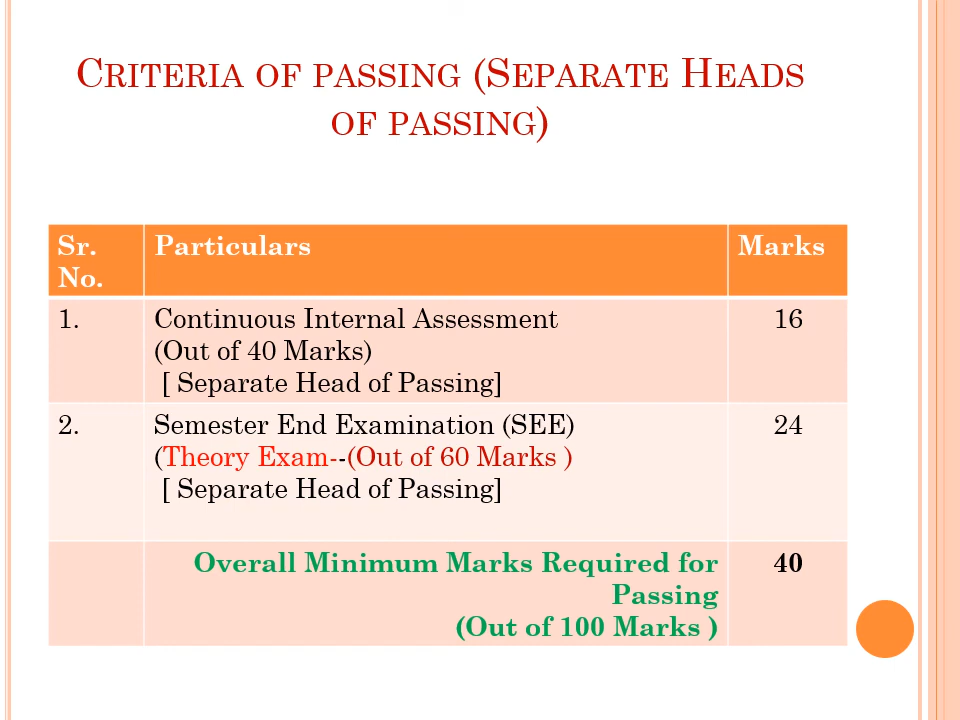 CRITERIA OF PASSING (SEPARATE HEADS
OF PASSING)
Sr. Particulars Marks
No.
1. Continuous Internal Assessment 16
(Out of 40 Marks)
[ Separate Head of Passing]
2. Semester End Examination (SEE) 24
(Theory Exam--(Out of 60 Marks )
[ Separate Head of Passing]
Overall Minimum Marks Required for 40
Passing
(Out of 100 Marks )